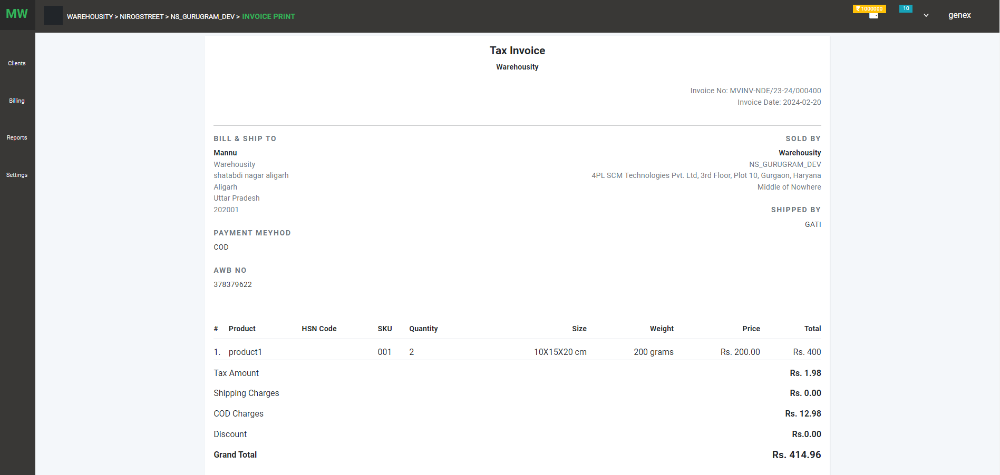 MW
WAREHOUSITY > NIROGSTREET > NS_GURUGRAM_DEV > INVOICE PRINT
₹ 1000000
10
genex
Clients
Billing
Reports
Settings
Tax Invoice
Warehousity
Invoice No: MVINV-NDE/23-24/000400
Invoice Date: 2024-02-20
BILL & SHIP TO
Mannu
Warehousity
shatabdi nagar aligarh
Aligarh
Uttar Pradesh
202001
SOLD BY
Warehousity
NS_GURUGRAM_DEV
4PL SCM Technologies Pvt. Ltd, 3rd Floor, Plot 10, Gurgaon, Haryana
Middle of Nowhere
SHIPPED BY
GATI
PAYMENT MEYHOD
COD
AWB NO
378379622
# Product HSN Code SKU Quantity Size Weight Price Total
1. product1 001 2 10X15X20 cm 200 grams Rs. 200.00 Rs. 400
Tax Amount Rs. 1.98
Shipping Charges Rs. 0.00
COD Charges Rs. 12.98
Discount Rs.0.00
Grand Total Rs. 414.96